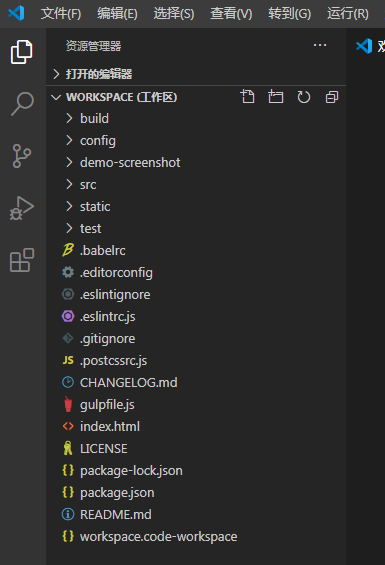 文件(F) 编辑(E) 选择(S) 查看(V) 转到(G) 运行(R)
资源管理器
打开的编辑器
WORKSPACE (工作区)
build
config
demo-screenshot
src
static
test
.babelrc
.editorconfig
.eslintignore
.eslintrc.js
.gitignore
JS .postcssrc.js
CHANGELOG.md
gulpfile.js
index.html
LICENSE
package-lock.json
package.json
README.md
workspace.code-workspace